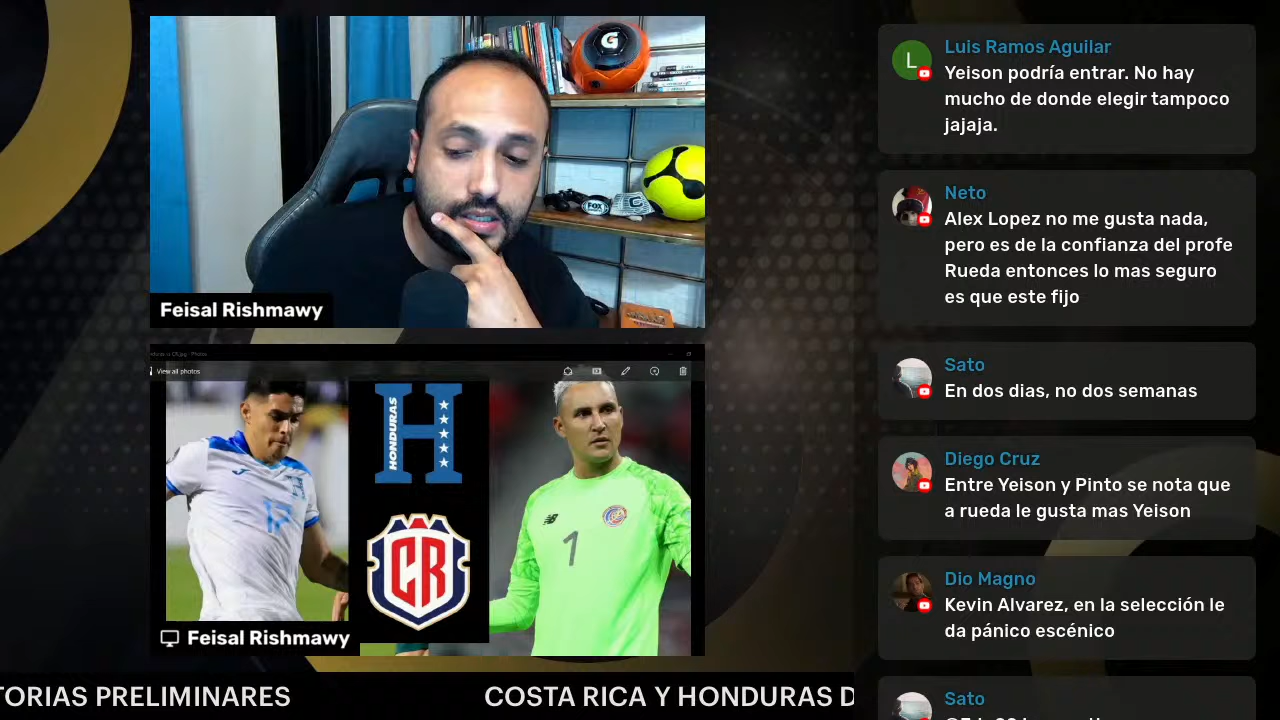 G
FOX
Feisal Rishmawy
View all photos
HONDURAS
H
17
CR
1
Feisal Rishmawy
TORIAS PRELIMINARES
COSTA RICA Y HONDURAS D
L
Luis Ramos Aguilar
Yeison podría entrar. No hay
mucho de donde elegir tampoco
jajaja.
Neto
Alex Lopez no me gusta nada,
pero es de la confianza del profe
Rueda entonces lo mas seguro
es que este fijo
Sato
En dos dias, no dos semanas
Diego Cruz
Entre Yeison y Pinto se nota que
a rueda le gusta mas Yeison
Dio Magno
Kevin Alvarez, en la selección le
da pánico escénico
Sato